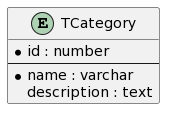 E TCategory
id : number
name : varchar
description : text